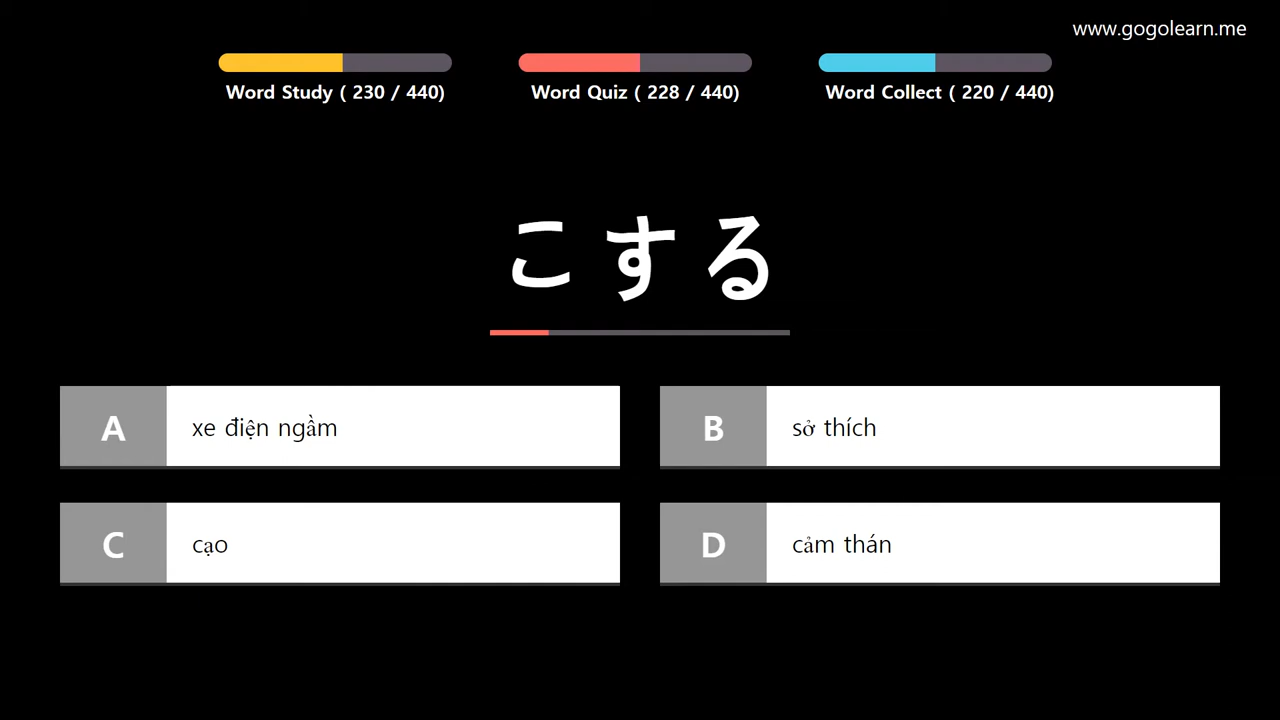 www.gogolearn.me
Word Study ( 230 / 440)
Word Quiz ( 228 / 440)
Word Collect ( 220 / 440)
こする
A xe điện ngầm
B sở thích
C cạo
D cảm thán